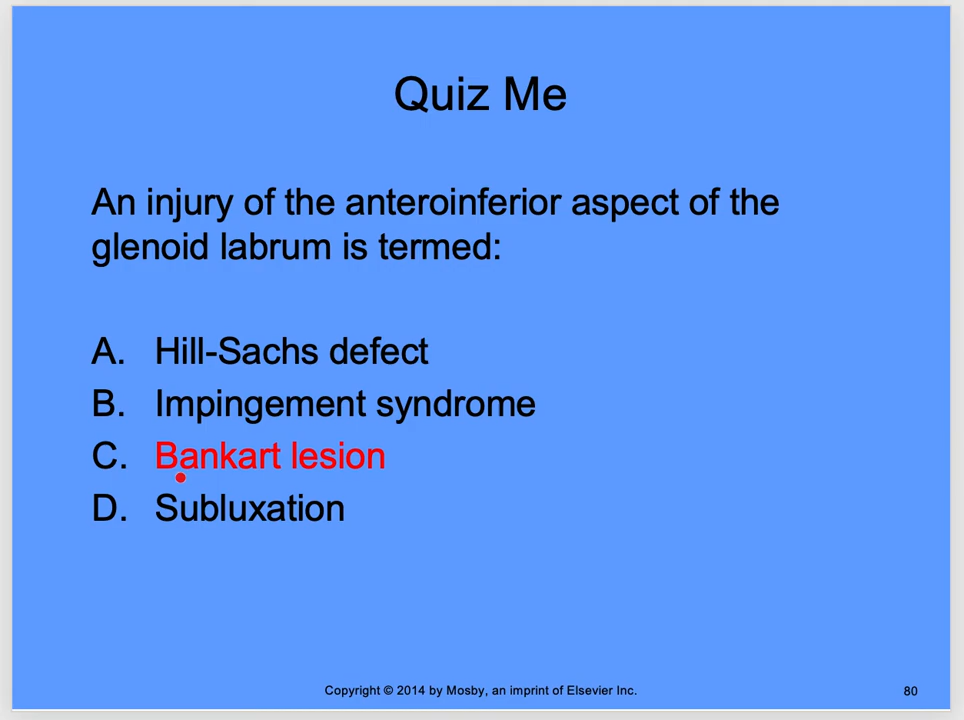 Quiz Me
An injury of the anteroinferior aspect of the
glenoid labrum is termed:
A. Hill-Sachs defect
B. Impingement syndrome
C. Bankart lesion
D. Subluxation
Copyright © 2014 by Mosby, an imprint of Elsevier Inc.
80